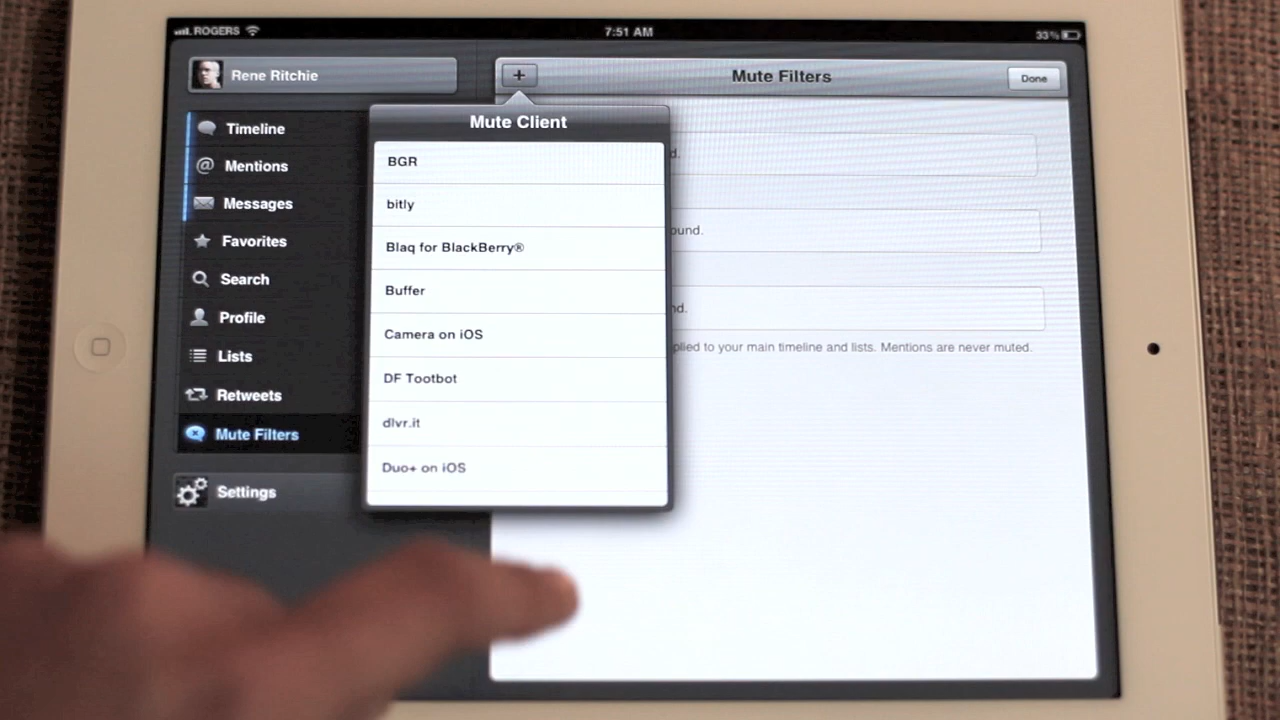 ROGERS 7:51 AM 33%
Rene Ritchie
+ Mute Filters Done
Timeline
@ Mentions
Messages
Favorites
Search
Profile
Lists
Retweets
Mute Filters
Settings
Mute Client
BGR
bitly
Blaq for BlackBerry®
Buffer
Camera on iOS
DF Tootbot
dlvr.it
Duo+ on iOS
d.
ound.
nd.
plied to your main timeline and lists. Mentions are never muted.